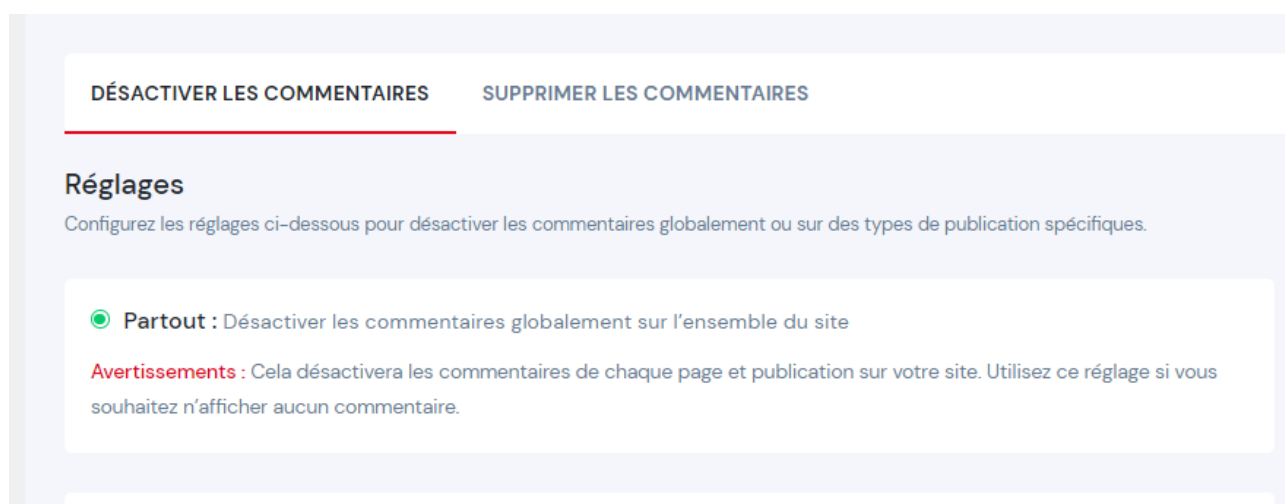 DÉSACTIVER LES COMMENTAIRES SUPPRIMER LES COMMENTAIRES
Réglages
Configurez les réglages ci-dessous pour désactiver les commentaires globalement ou sur des types de publication spécifiques.
Partout : Désactiver les commentaires globalement sur l’ensemble du site
Avertissements : Cela désactivera les commentaires de chaque page et publication sur votre site. Utilisez ce réglage si vous
souhaitez n’afficher aucun commentaire.